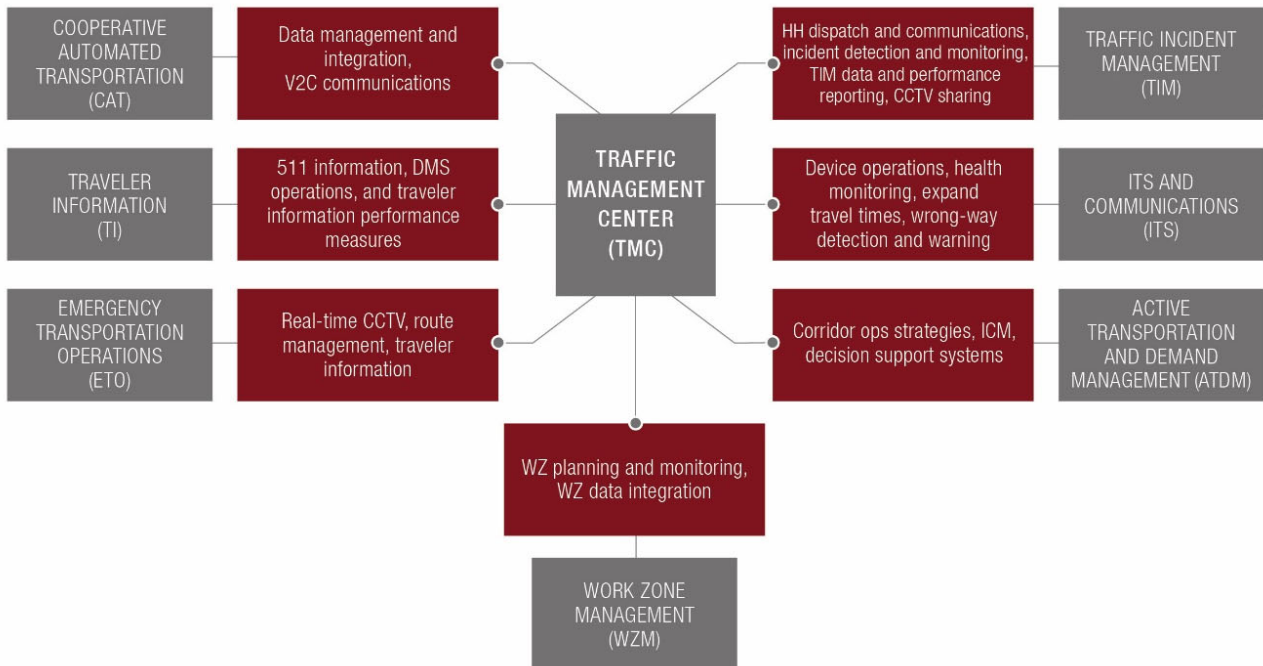 COOPERATIVE
AUTOMATED
TRANSPORTATION
(CAT)
Data management and
integration,
V2C communications
HH dispatch and communications,
incident detection and monitoring,
TIM data and performance
reporting, CCTV sharing
TRAFFIC INCIDENT
MANAGEMENT
(TIM)
TRAFFIC
MANAGEMENT
CENTER
(TMC)
TRAVELER
INFORMATION
(TI)
511 information, DMS
operations, and traveler
information performance
measures
Device operations, health
monitoring, expand
travel times, wrong-way
detection and warning
ITS AND
COMMUNICATIONS
(ITS)
EMERGENCY
TRANSPORTATION
OPERATIONS
(ETO)
Real-time CCTV, route
management, traveler
information
Corridor ops strategies, ICM,
decision support systems
ACTIVE
TRANSPORTATION
AND DEMAND
MANAGEMENT (ATDM)
WZ planning and monitoring,
WZ data integration
WORK ZONE
MANAGEMENT
(WZM)